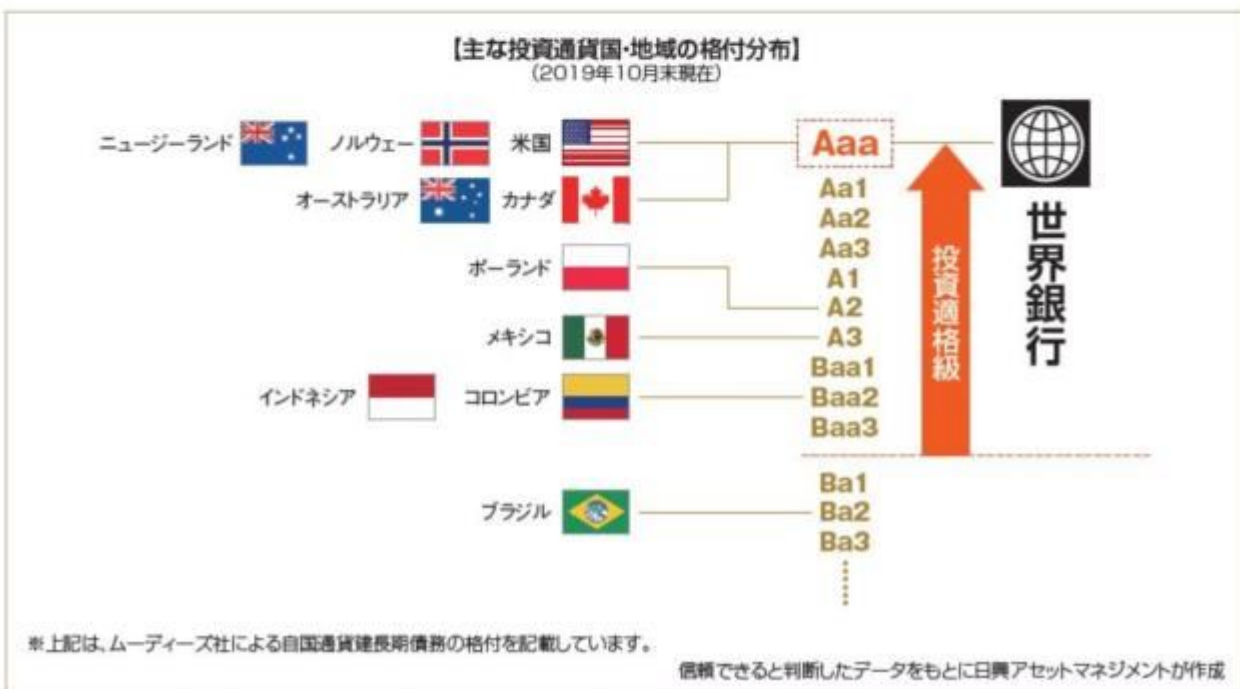 【主な投資通貨国・地域の格付分布】
(2019年10月末現在)
ニュージーランド ノルウェー 米国 Aaa
オーストラリア カナダ Aa1
Aa2
Aa3
ポーランド A1
A2
メキシコ A3
Baa1
インドネシア コロンビア Baa2
Baa3
Ba1
ブラジル Ba2
Ba3
投資適格級
世界銀行
※上記は、ムーディーズ社による自国通貨建長期債務の格付を記載しています。
信頼できると判断したデータをもとに日興アセットマネジメントが作成